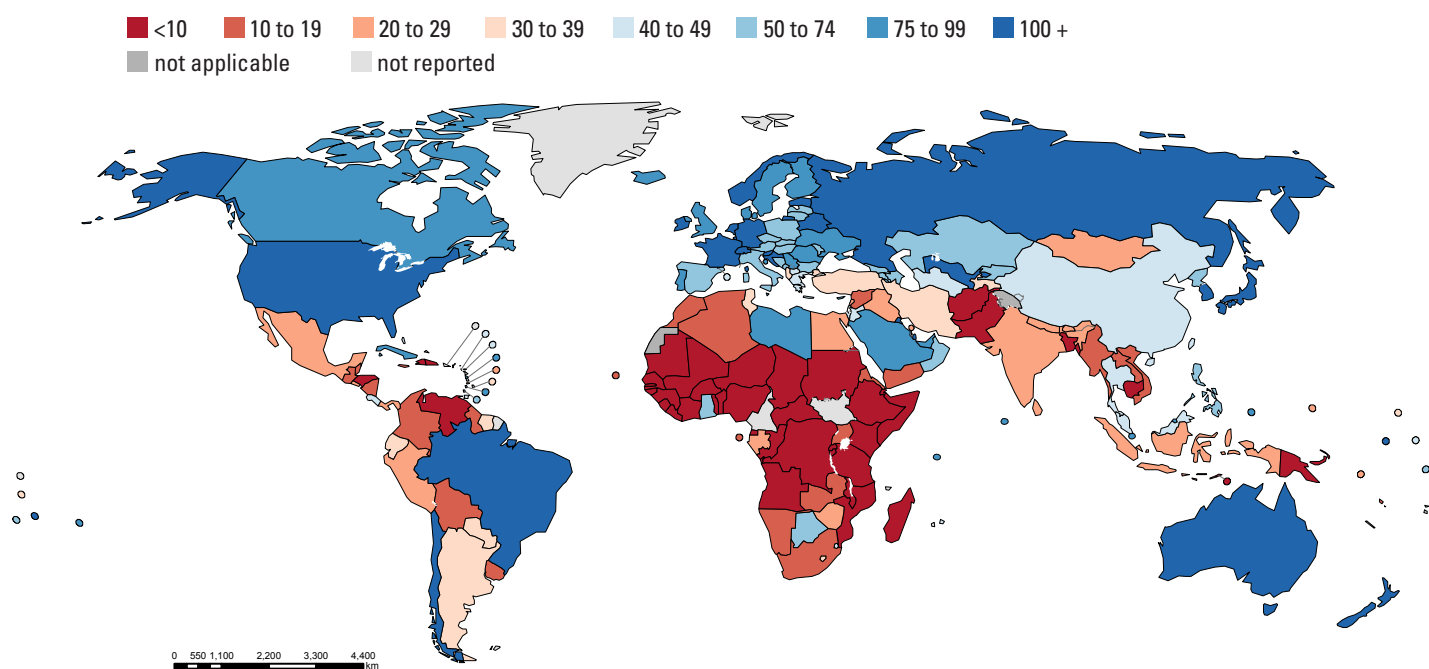 <10 10 to 19 20 to 29 30 to 39 40 to 49 50 to 74 75 to 99 100 +
not applicable not reported
0 550 1,100 2,200 3,300 4,400
km